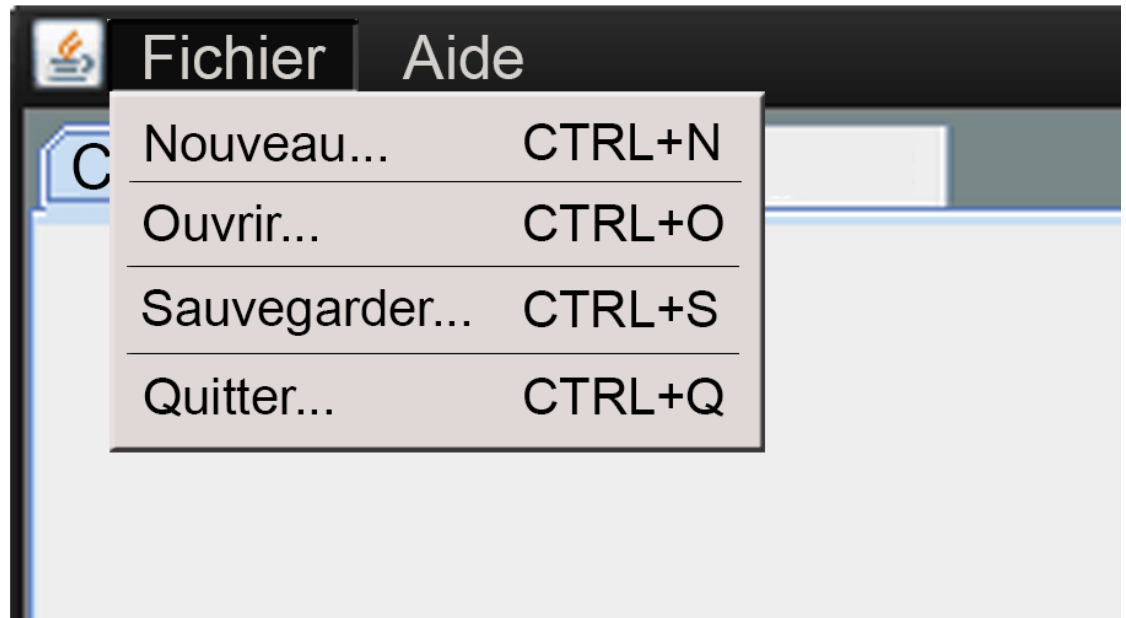 Fichier Aide
Nouveau... CTRL+N
C
Ouvrir... CTRL+O
Sauvegarder... CTRL+S
Quitter... CTRL+Q